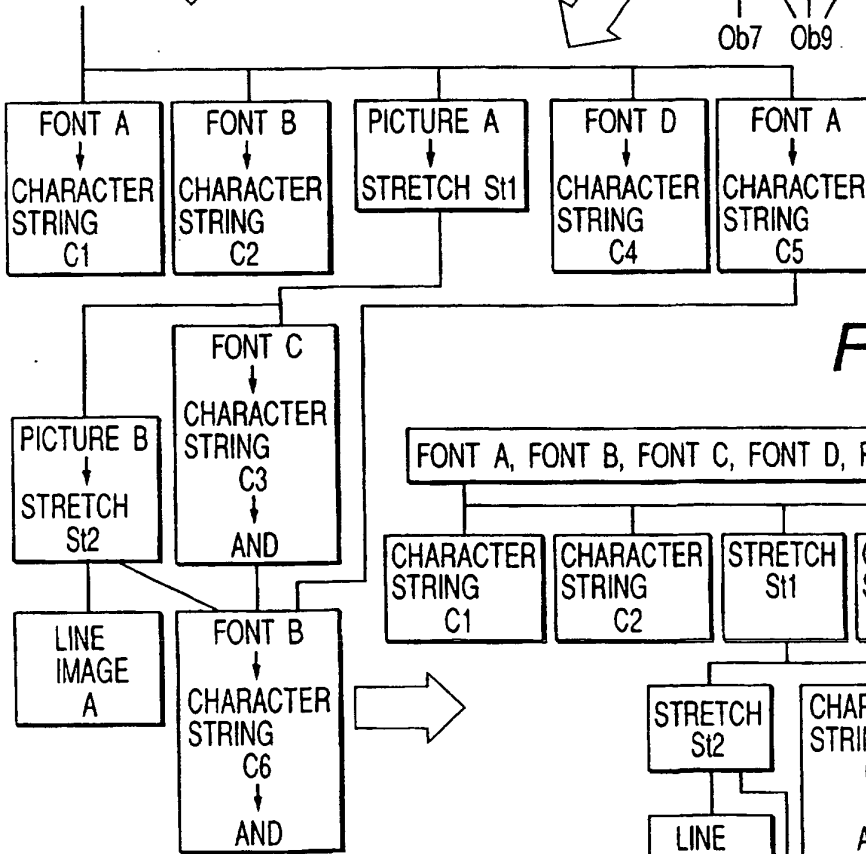 Ob7 Ob9
FONT A
CHARACTER
STRING
C1
FONT B
CHARACTER
STRING
C2
PICTURE A
STRETCH St1
FONT D
CHARACTER
STRING
C4
FONT A
CHARACTER
STRING
C5
FONT C
CHARACTER
STRING
C3
AND
PICTURE B
STRETCH
St2
LINE
IMAGE
A
FONT B
CHARACTER
STRING
C6
AND
F
FONT A, FONT B, FONT C, FONT D,
CHARACTER
STRING
C1
CHARACTER
STRING
C2
STRETCH
St1
STRETCH
St2
LINE